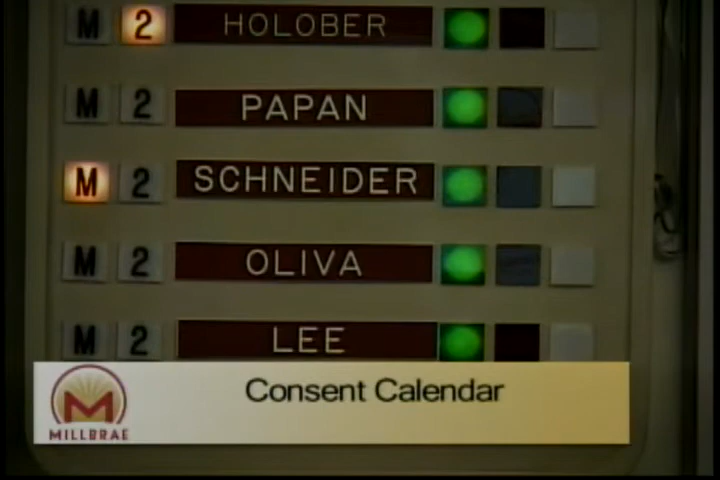 M 2 HOLOBER
M 2 PAPAN
M 2 SCHNEIDER
M 2 OLIVA
M 2 LEE
Consent Calendar
M
MILLBRAE